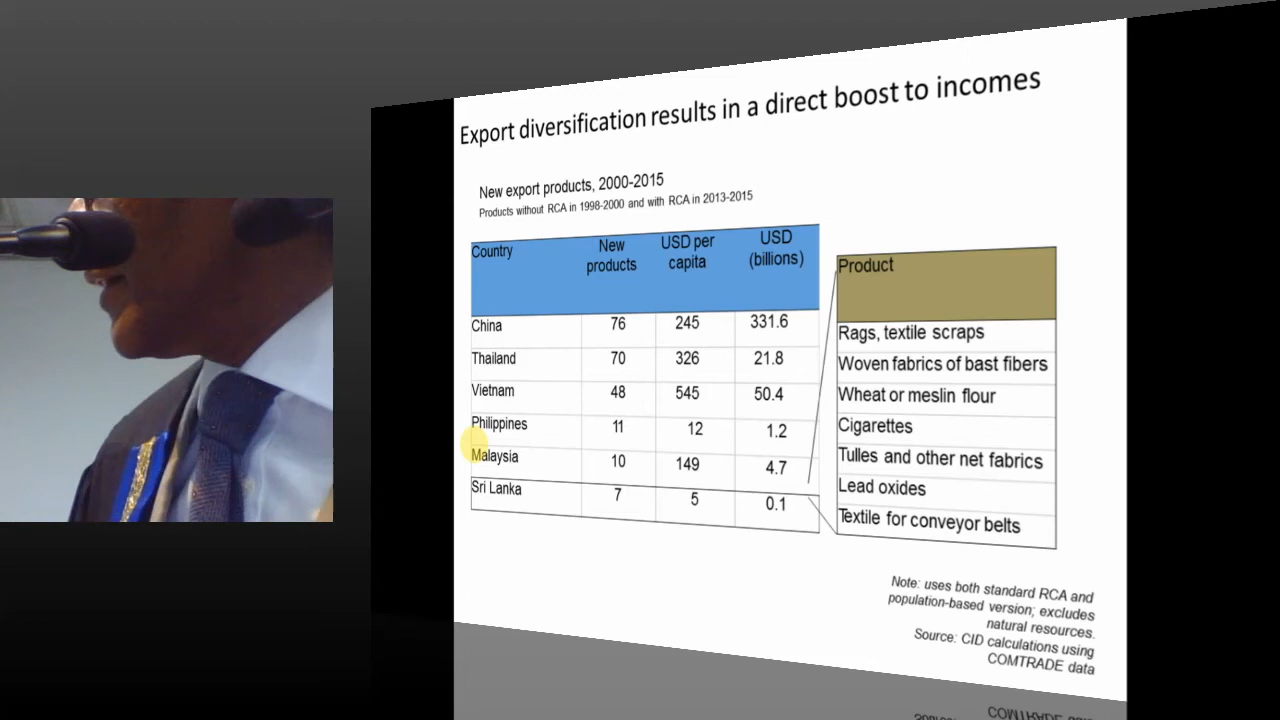 Export diversification results in a direct boost to incomes
New export products, 2000-2015
Products without RCA in 1998-2000 and with RCA in 2013-2015
Country New products USD per capita USD (billions)
China 76 245 331.6
Thailand 70 326 21.8
Vietnam 48 545 50.4
Philippines 11 12 1.2
Malaysia 10 149 4.7
Sri Lanka 7 5 0.1
Product
Rags, textile scraps
Woven fabrics of bast fibers
Wheat or meslin flour
Cigarettes
Tulles and other net fabrics
Lead oxides
Textile for conveyor belts
Note: uses both standard RCA and
population-based version; excludes
natural resources.
Source: CID calculations using
COMTRADE data